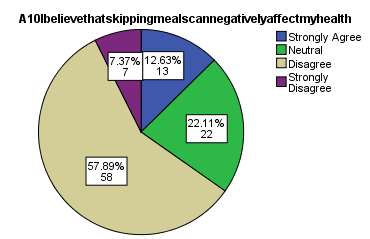 A10Ibelievethatskippingmealscannegativelyaffectmyhealth
Strongly Agree
Neutral
Disagree
Strongly
Disagree
7.37%
7
12.63%
13
22.11%
22
57.89%
58